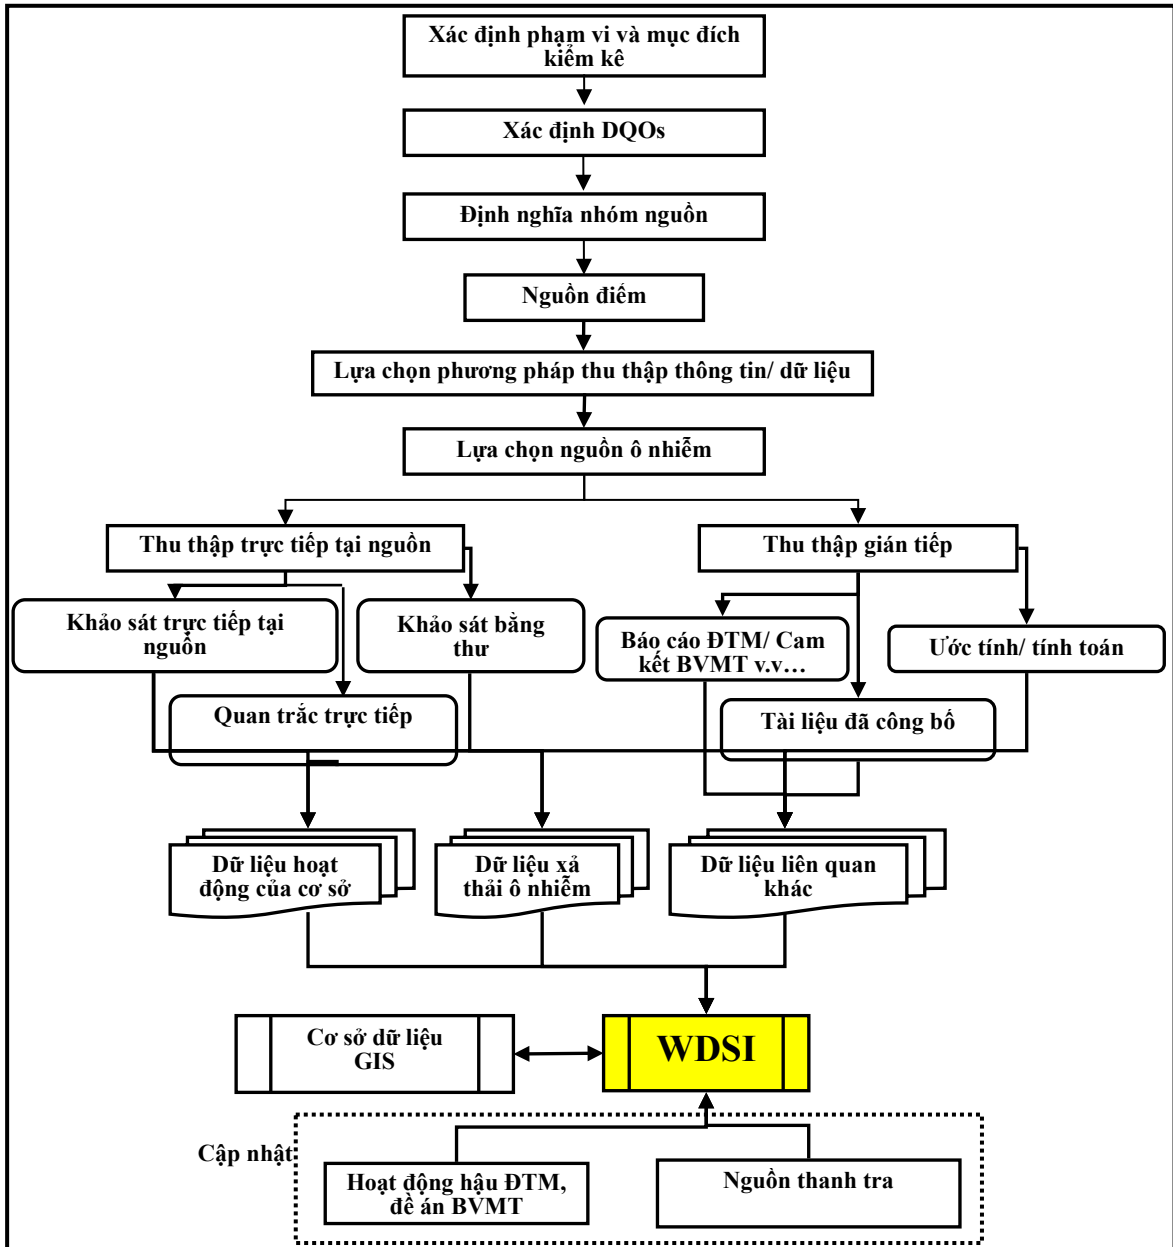 Xác định phạm vi và mục đích
kiểm kê
Xác định DQOs
Định nghĩa nhóm nguồn
Nguồn điểm
Lựa chọn phương pháp thu thập thông tin/ dữ liệu
Lựa chọn nguồn ô nhiễm
Thu thập trực tiếp tại nguồn
Thu thập gián tiếp
Khảo sát trực tiếp tại
nguồn
Khảo sát bằng
thư
Báo cáo ĐTM/ Cam
kết BVMT v.v…
Ước tính/ tính toán
Quan trắc trực tiếp
Tài liệu đã công bố
Dữ liệu hoạt
động của cơ sở
Dữ liệu xả
thải ô nhiễm
Dữ liệu liên quan
khác
Cơ sở dữ liệu
GIS
WDSI
Cập nhật
Hoạt động hậu ĐTM,
đề án BVMT
Nguồn thanh tra